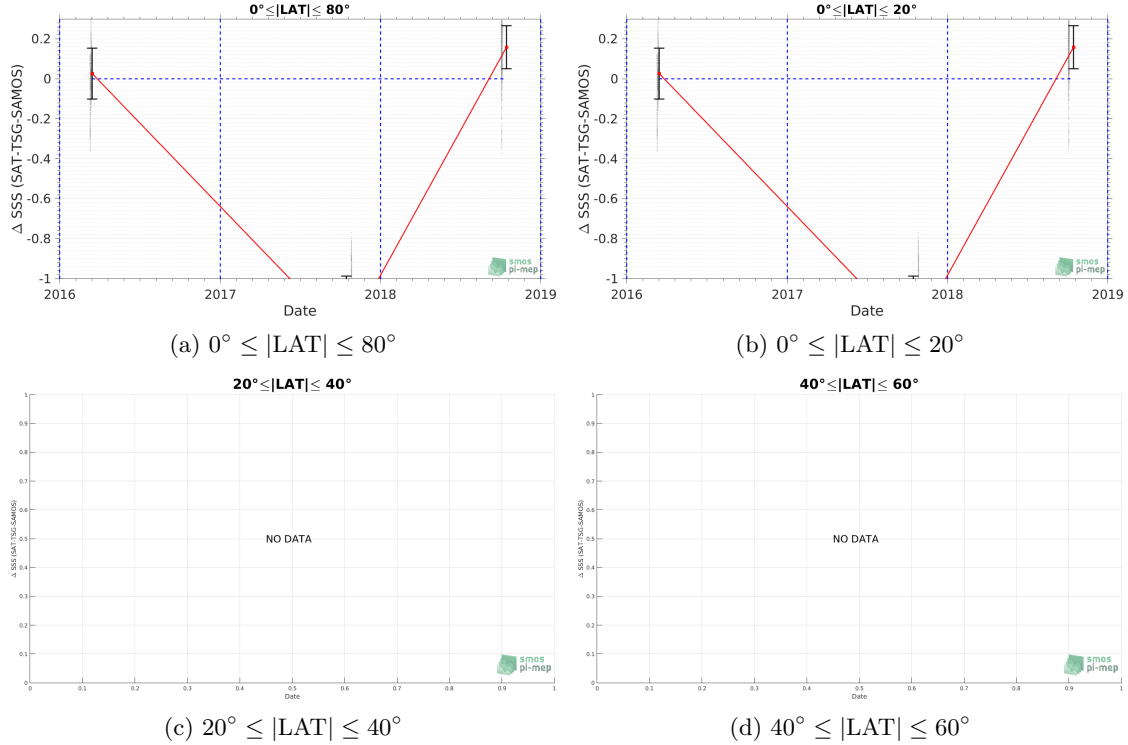 0°≤|LAT|≤ 80°
Δ SSS (SAT-TSG-SAMOS)
0.2
0
-0.2
-0.4
-0.6
-0.8
-1
2016
2017
2018
2019
Date
smos
pi-mep
(a) 0° ≤ |LAT| ≤ 80°
0°≤|LAT|≤ 20°
Δ SSS (SAT-TSG-SAMOS)
0.2
0
-0.2
-0.4
-0.6
-0.8
-1
2016
2017
2018
2019
Date
smos
pi-mep
(b) 0° ≤ |LAT| ≤ 20°
20°≤|LAT|≤ 40°
Δ SSS (SAT-TSG-SAMOS)
1
0.9
0.8
0.7
0.6
0.5
0.4
0.3
0.2
0.1
0
NO DATA
0
0.1
0.2
0.3
0.4
0.5
0.6
0.7
0.8
0.9
1
Date
smos
pi-mep
(c) 20° ≤ |LAT| ≤ 40°
40°≤|LAT|≤ 60°
Δ SSS (SAT-TSG-SAMOS)
1
0.9
0.8
0.7
0.6
0.5
0.4
0.3
0.2
0.1
0
NO DATA
0
0.1
0.2
0.3
0.4
0.5
0.6
0.7
0.8
0.9
1
Date
smos
pi-mep
(d) 40° ≤ |LAT| ≤ 60°